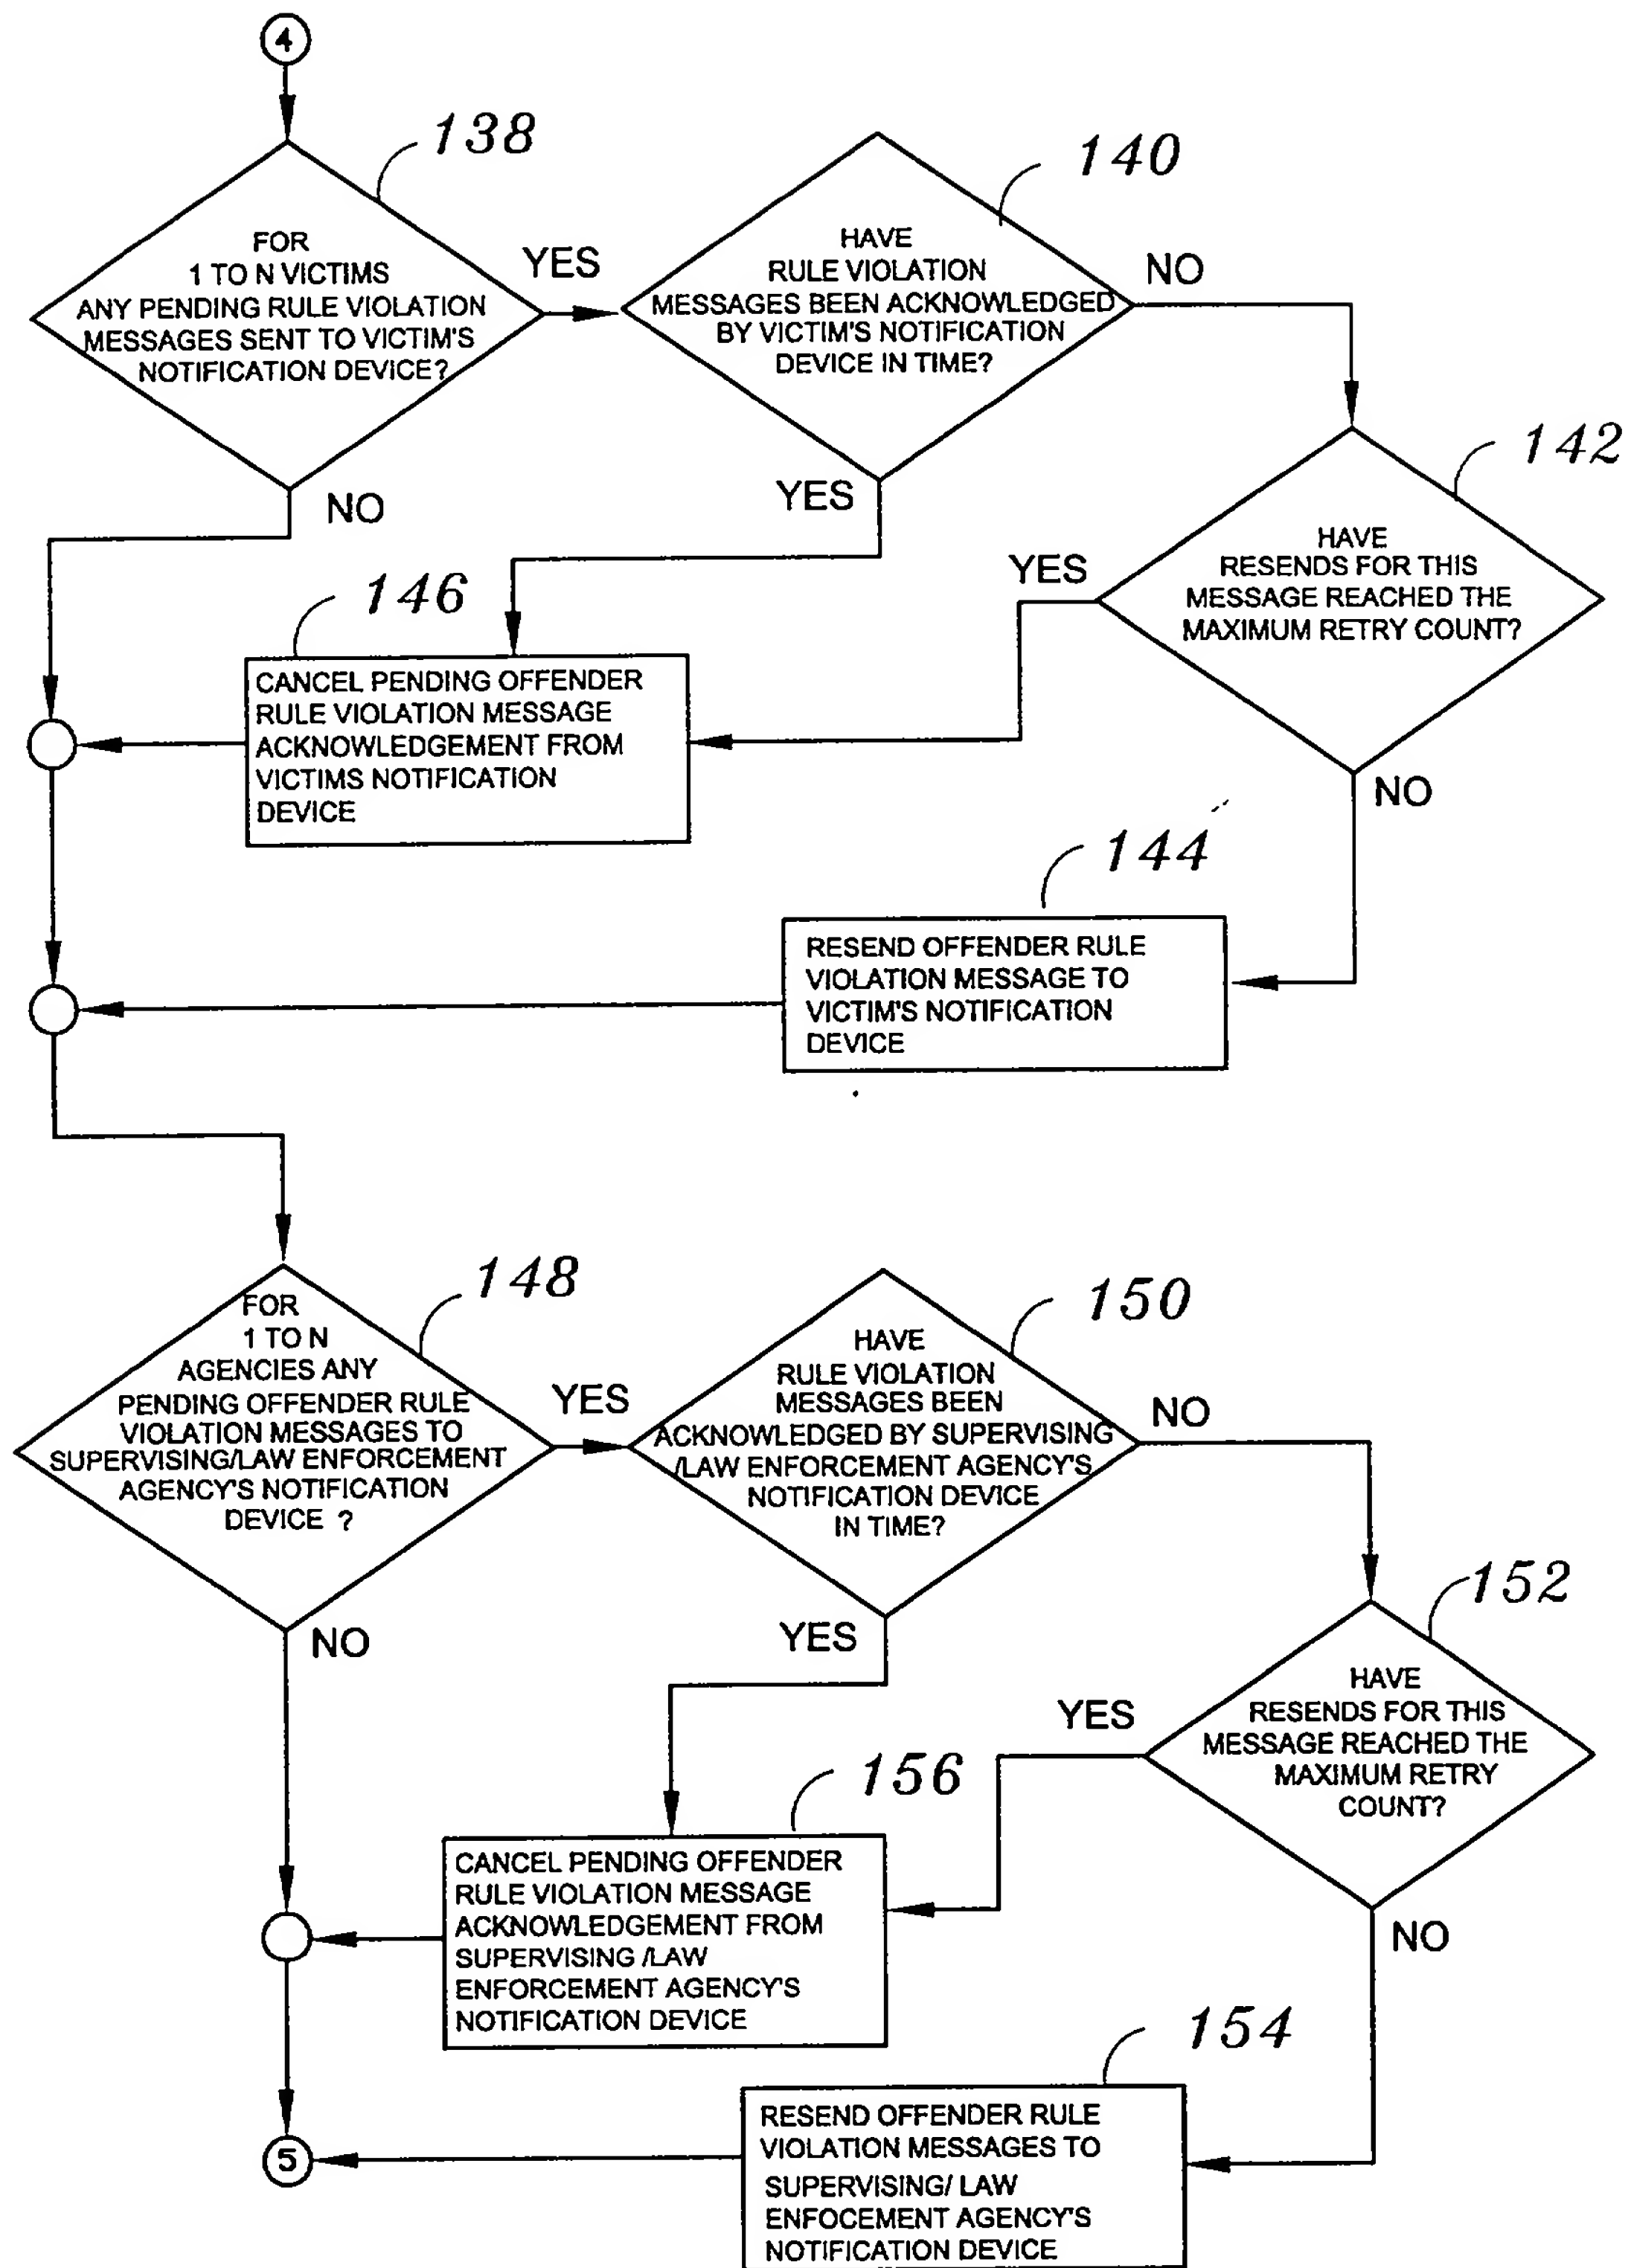 4
138
FOR
1 TO N VICTIMS
ANY PENDING RULE VIOLATION
MESSAGES SENT TO VICTIM'S
NOTIFICATION DEVICE?
YES
NO
140
HAVE
RULE VIOLATION
MESSAGES BEEN ACKNOWLEDGED
BY VICTIM'S NOTIFICATION
DEVICE IN TIME?
NO
YES
142
HAVE
RESENDS FOR THIS
MESSAGE REACHED THE
MAXIMUM RETRY COUNT?
YES
NO
146
CANCEL PENDING OFFENDER
RULE VIOLATION MESSAGE
ACKNOWLEDGEMENT FROM
VICTIMS NOTIFICATION
DEVICE
144
RESEND OFFENDER RULE
VIOLATION MESSAGE TO
VICTIM'S NOTIFICATION
DEVICE
148
FOR
1 TO N
AGENCIES ANY
PENDING OFFENDER RULE
VIOLATION MESSAGES TO
SUPERVISING/LAW ENFORCEMENT
AGENCY'S NOTIFICATION
DEVICE ?
YES
NO
150
HAVE
RULE VIOLATION
MESSAGES BEEN
ACKNOWLEDGED BY SUPERVISING
/LAW ENFORCEMENT AGENCY'S
NOTIFICATION DEVICE
IN TIME?
NO
YES
152
HAVE
RESENDS FOR THIS
MESSAGE REACHED THE
MAXIMUM RETRY
COUNT?
YES
NO
156
CANCEL PENDING OFFENDER
RULE VIOLATION MESSAGE
ACKNOWLEDGEMENT FROM
SUPERVISING /LAW
ENFORCEMENT AGENCY'S
NOTIFICATION DEVICE
154
RESEND OFFENDER RULE
VIOLATION MESSAGES TO
SUPERVISING/ LAW
ENFOCEMENT AGENCY'S
NOTIFICATION DEVICE
5